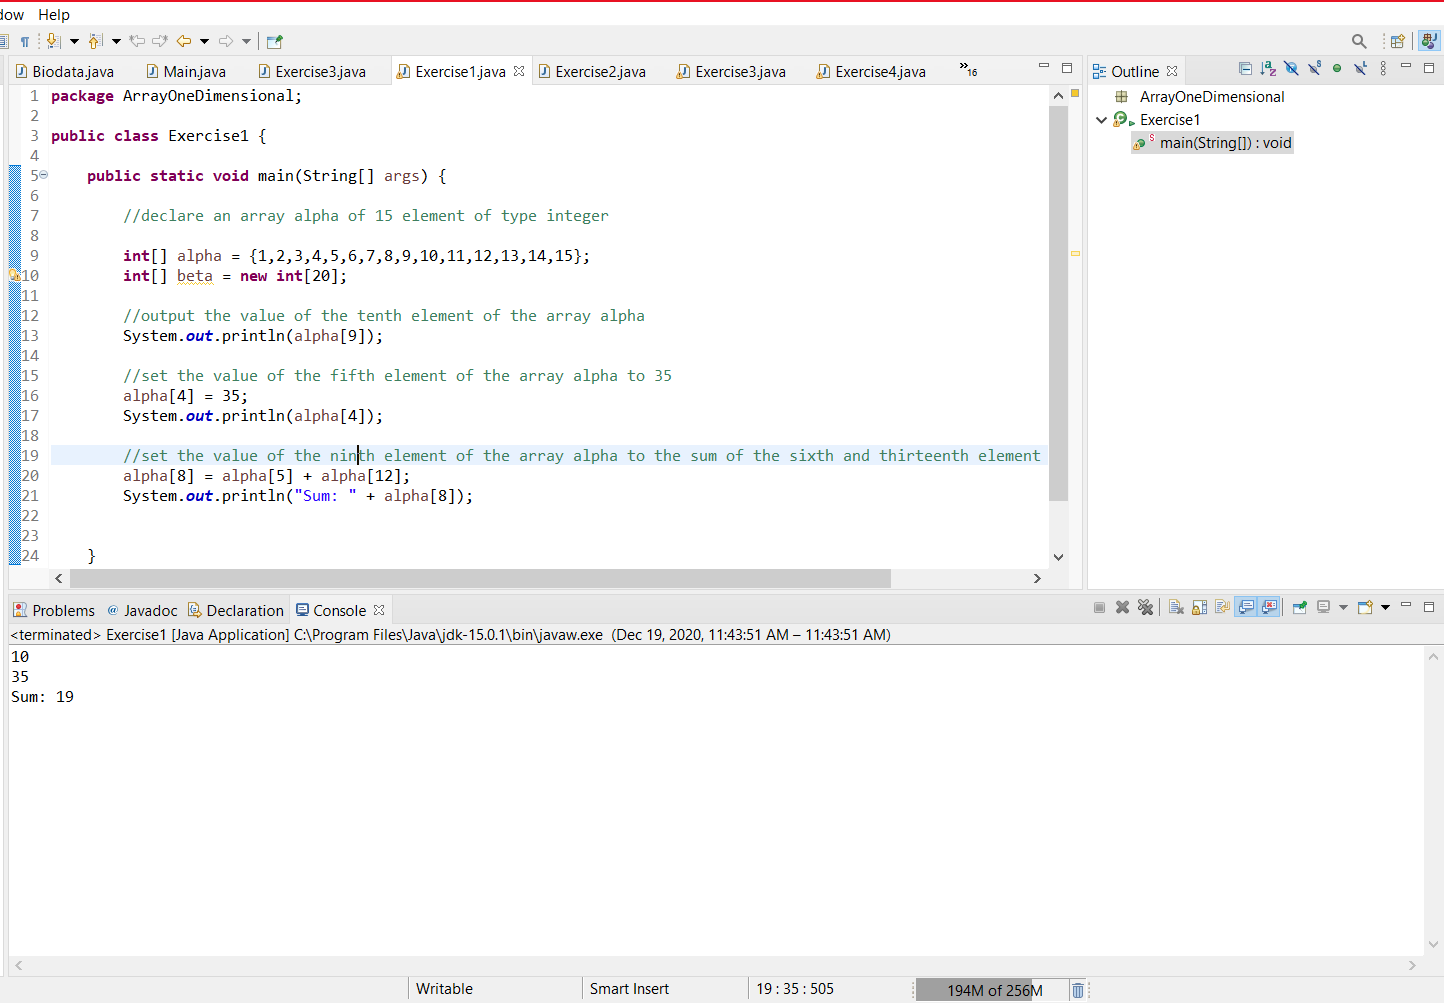 dow Help
Biodata.java Main.java Exercise3.java Exercise1.java Exercise2.java Exercise3.java Exercise4.java »16
1 package ArrayOneDimensional;
2
3 public class Exercise1 {
4
5 public static void main(String[] args) {
6
7 //declare an array alpha of 15 element of type integer
8
9 int[] alpha = {1,2,3,4,5,6,7,8,9,10,11,12,13,14,15};
10 int[] beta = new int[20];
11
12 //output the value of the tenth element of the array alpha
13 System.out.println(alpha[9]);
14
15 //set the value of the fifth element of the array alpha to 35
16 alpha[4] = 35;
17 System.out.println(alpha[4]);
18
19 //set the value of the ninth element of the array alpha to the sum of the sixth and thirteenth element
20 alpha[8] = alpha[5] + alpha[12];
21 System.out.println("Sum: " + alpha[8]);
22
23
24 }
Outline
ArrayOneDimensional
Exercise1
main(String[]) : void
Problems @ Javadoc Declaration Console
<terminated> Exercise1 [Java Application] C:\Program Files\Java\jdk-15.0.1\bin\javaw.exe (Dec 19, 2020, 11:43:51 AM – 11:43:51 AM)
10
35
Sum: 19
Writable Smart Insert 19 : 35 : 505 194M of 256M